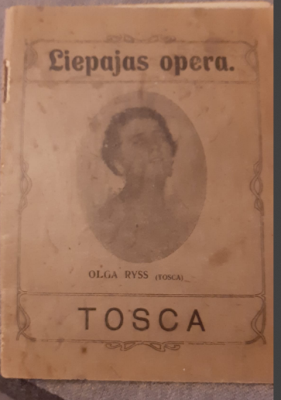 Liepajas opera.
OLGA RYSS (TOSCA)
TOSCA